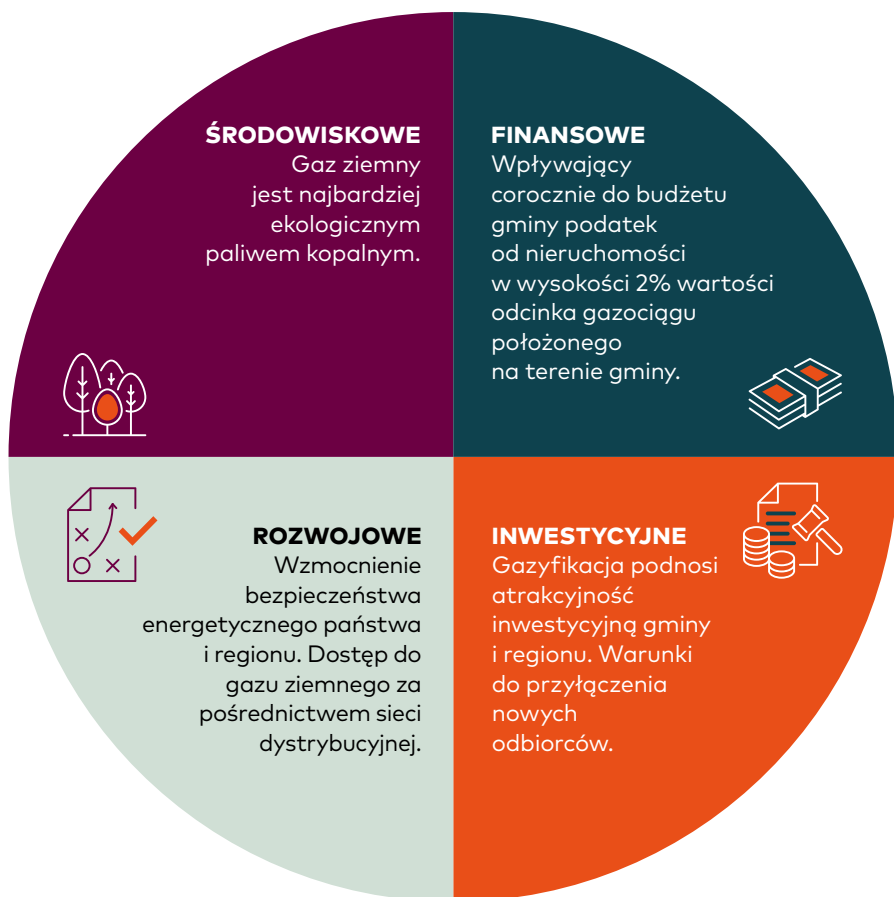 ŚRODOWISKOWE
Gaz ziemny
jest najbardziej
ekologicznym
paliwem kopalnym.
FINANSOWE
Wpływający
corocznie do budżetu
gminy podatek
od nieruchomości
w wysokości 2% wartości
odcinka gazociągu
położonego
na terenie gminy.
ROZWOJOWE
Wzmocnienie
bezpieczeństwa
energetycznego państwa
i regionu. Dostęp do
gazu ziemnego za
pośrednictwem sieci
dystrybucyjnej.
INWESTYCYJNE
Gazyfikacja podnosi
atrakcyjność
inwestycyjną gminy
i regionu. Warunki
do przyłączenia
nowych
odbiorców.